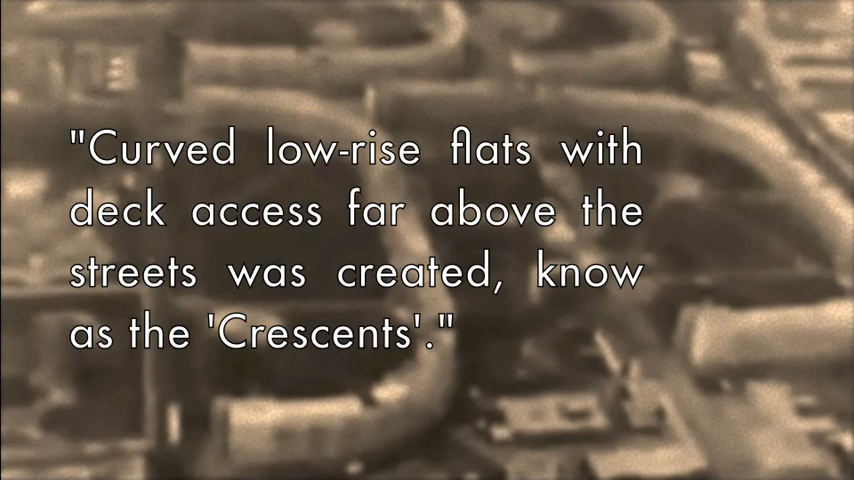 "Curved low-rise flats with
deck access far above the
streets was created, know
as the 'Crescents'."